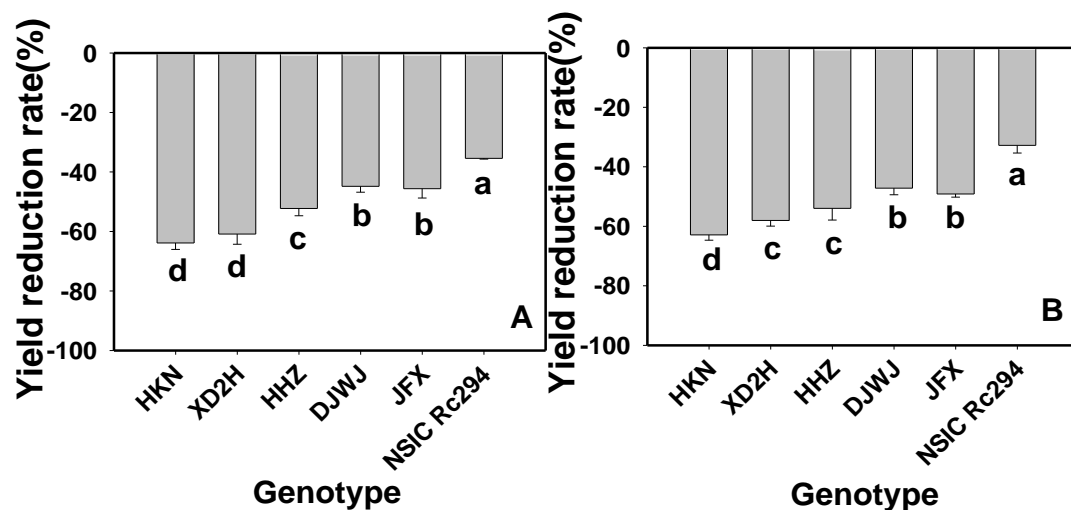 Yield reduction rate(%)
0
-20
-40
-60
-80
-100
d
d
c
b
b
a
A
HKN
XD2H
HHZ
DJWJ
JFX
NSIC Rc294
Genotype
Yield reduction rate(%)
0
-20
-40
-60
-80
-100
d
c
c
b
b
a
B
HKN
XD2H
HHZ
DJWJ
JFX
NSIC Rc294
Genotype